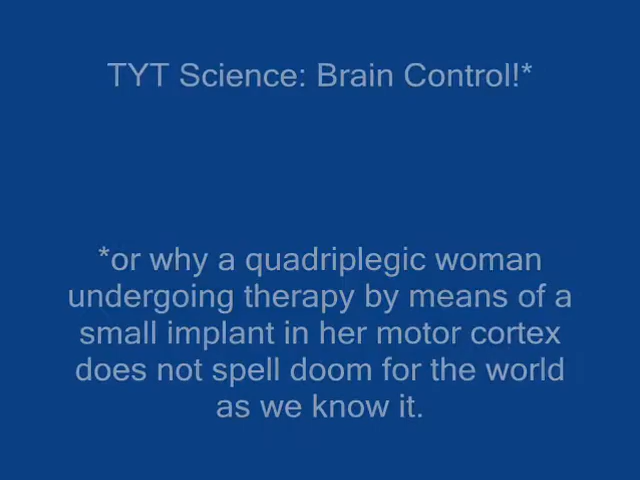 TYT Science: Brain Control!*
*or why a quadriplegic woman
undergoing therapy by means of a
small implant in her motor cortex
does not spell doom for the world
as we know it.